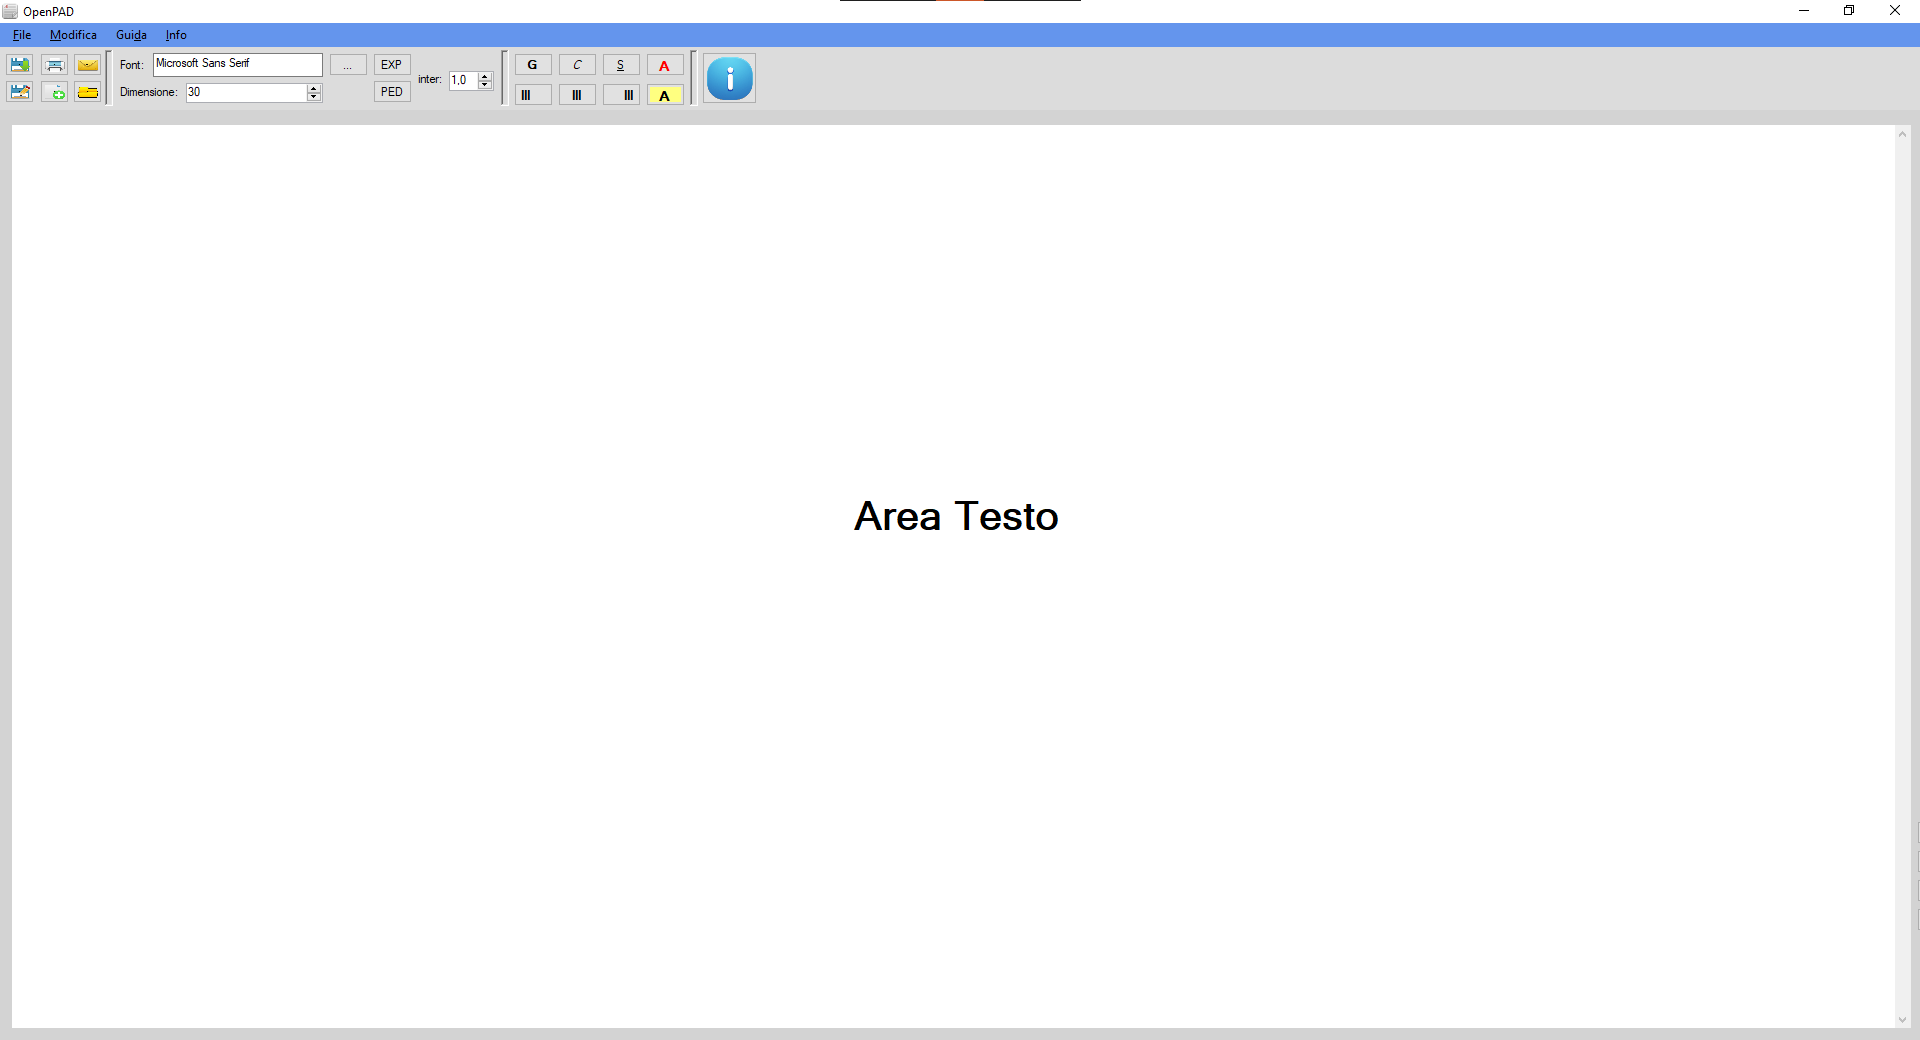 OpenPAD
File Modifica Guida Info
Font: Microsoft Sans Serif ... EXP
Dimensione: 30 PED
inter: 1,0
G C S A
A
i
Area Testo